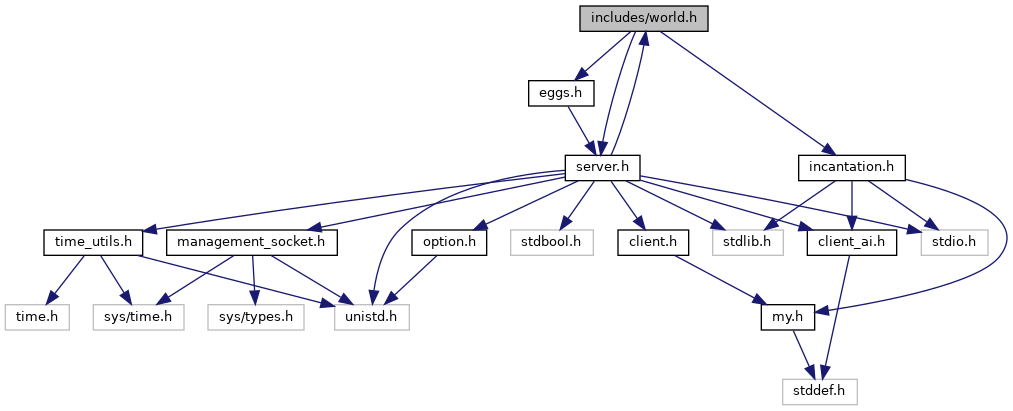 includes/world.h
eggs.h
server.h
incantation.h
time_utils.h
management_socket.h
option.h
stdbool.h
client.h
stdlib.h
client_ai.h
stdio.h
time.h
sys/time.h
sys/types.h
unistd.h
my.h
stddef.h